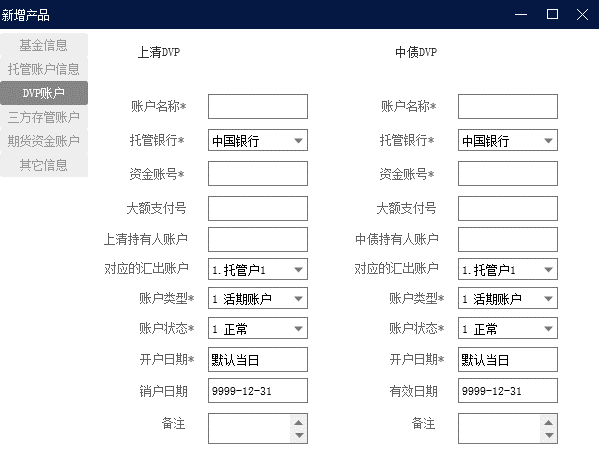 新增产品
基金信息
托管账户信息
DVP账户
三方存管账户
期货资金账户
其它信息
上清DVP 中债DVP
账户名称* 账户名称*
托管银行* 中国银行 托管银行* 中国银行
资金账号* 资金账号*
大额支付号 大额支付号
上清持有人账户 中债持有人账户
对应的汇出账户 1.托管户1 对应的汇出账户 1.托管户1
账户类型* 1 活期账户 账户类型* 1 活期账户
账户状态* 1 正常 账户状态* 1 正常
开户日期* 默认当日 开户日期* 默认当日
销户日期 9999-12-31 有效日期 9999-12-31
备注 备注